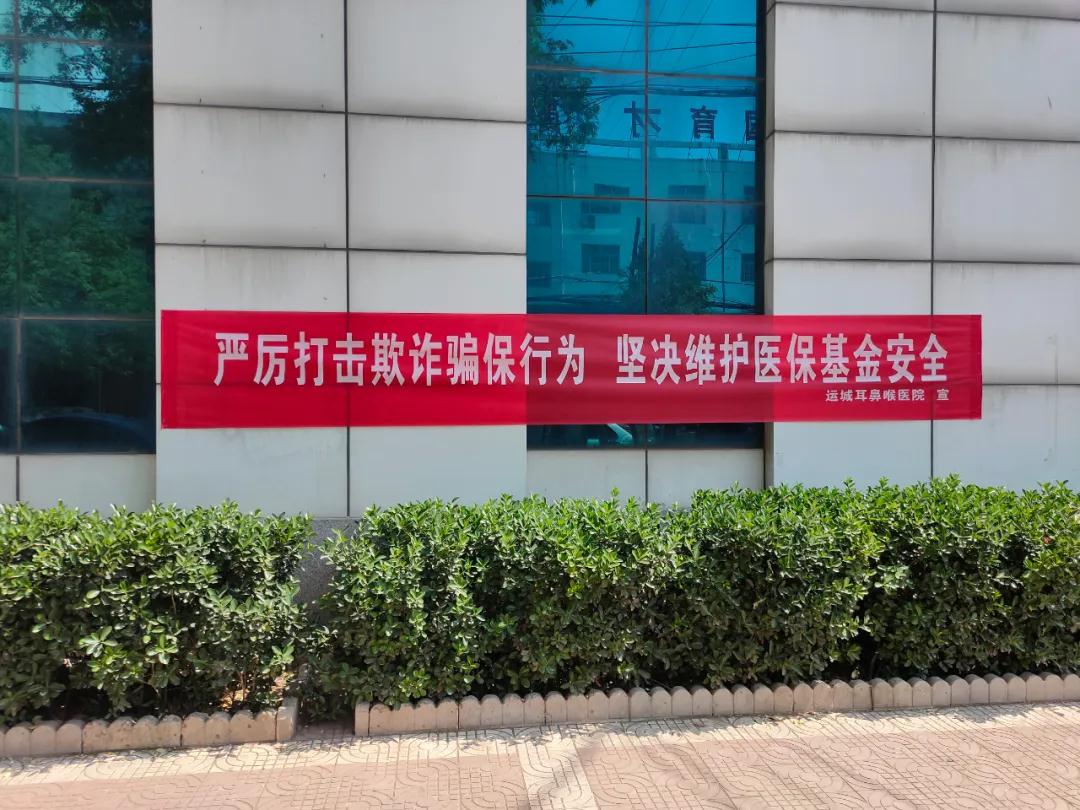 严厉打击欺诈骗保行为 坚决维护医保基金安全
运城耳鼻喉医院 宣